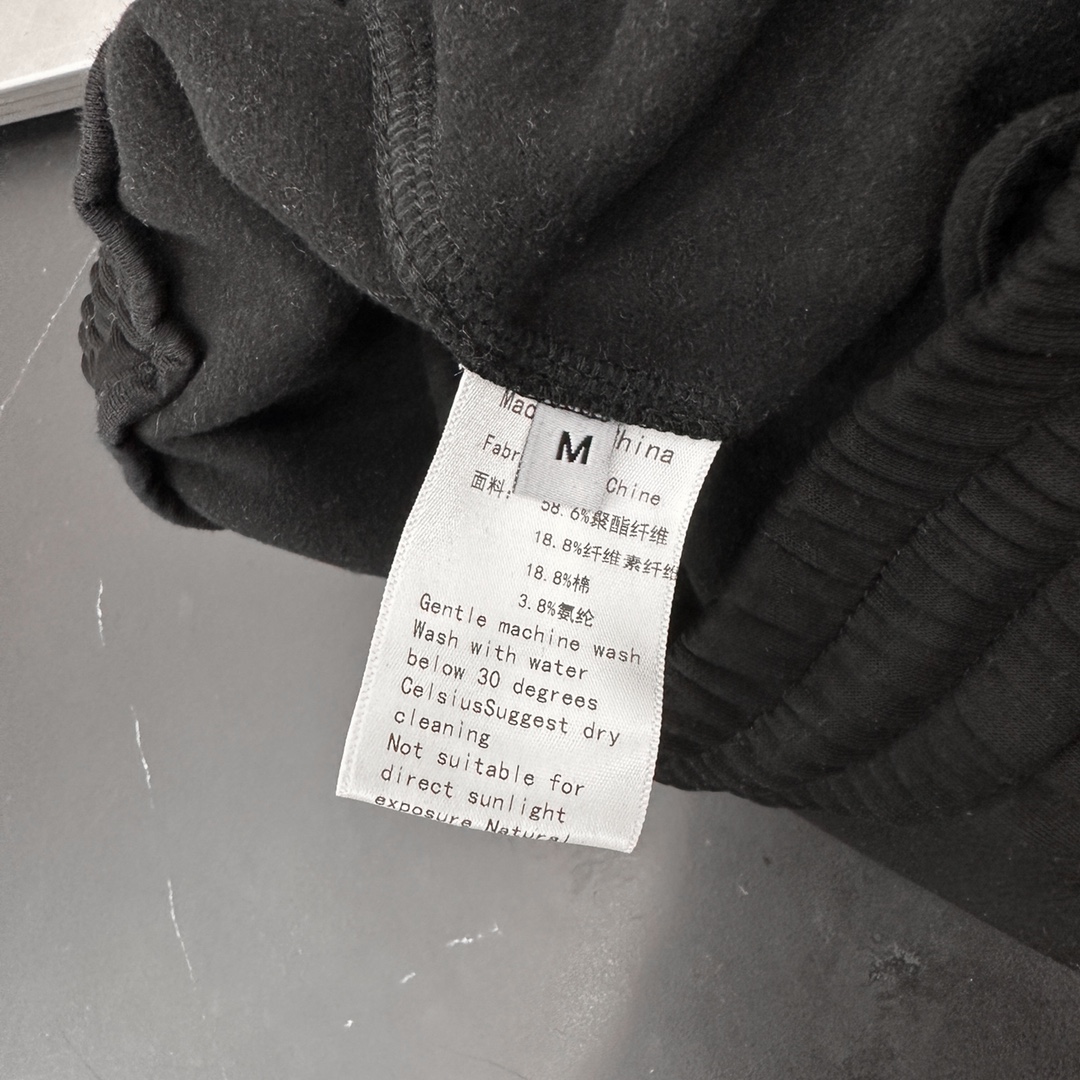 M
hina
Chine
面料:
58.6%聚酯纤维
18.8%纤维素纤维
18.8%棉
3.8%氨纶
Gentle machine wash
Wash with water
below 30 degrees
CelsiusSuggest dry
cleaning
Not suitable for
direct sunlight
exposure Natural